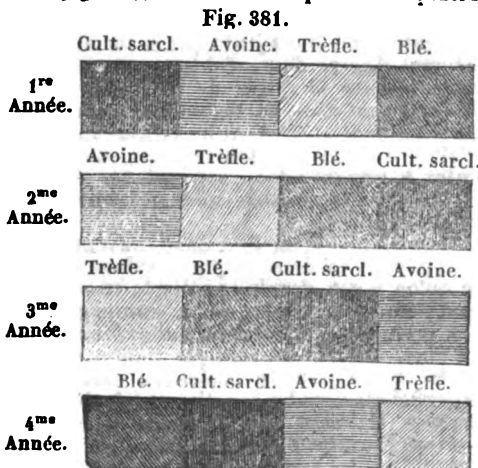 Fig. 381.
Cult. sarcl. Avoine. Trèfle. Blé.
1re
Année.
Avoine. Trèfle. Blé. Cult. sarcl.
2me
Année.
Trèfle. Blé. Cult. sarcl. Avoine.
3me
Année.
Blé. Cult. sarcl. Avoine. Trèfle.
4me
Année.